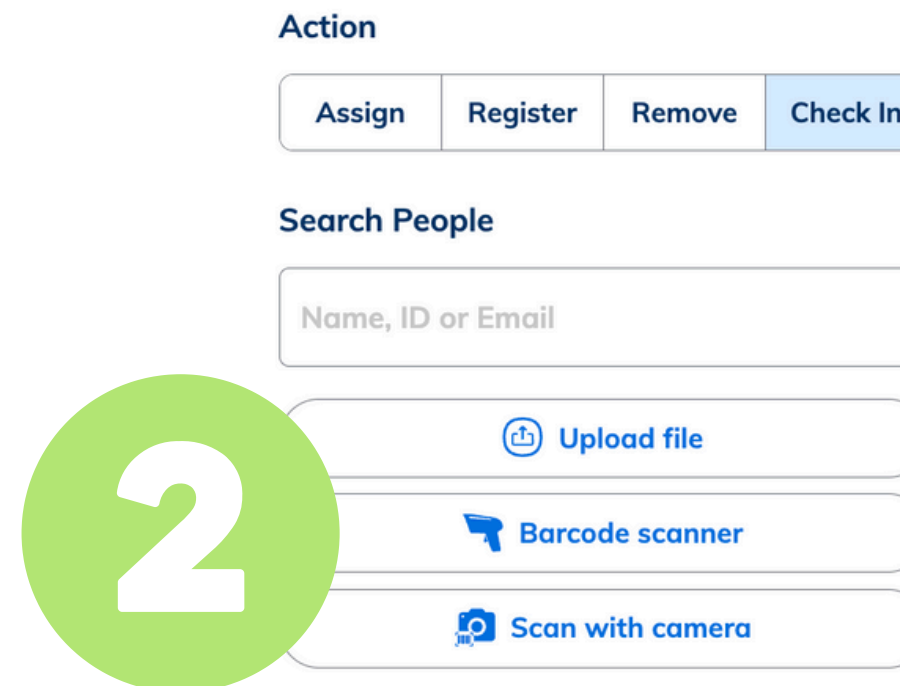 Action
Assign Register Remove Check In
Search People
Name, ID or Email
Upload file
Barcode scanner
Scan with camera
2